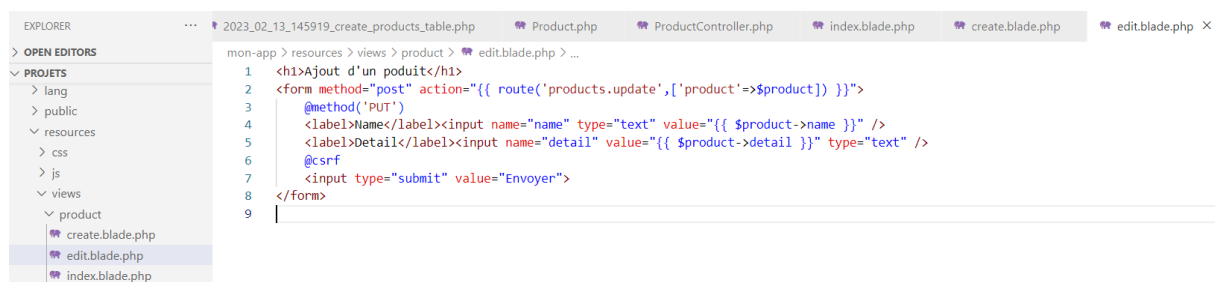 EXPLORER ...
2023_02_13_145919_create_products_table.php Product.php ProductController.php index.blade.php create.blade.php edit.blade.php ×
> OPEN EDITORS
mon-app > resources > views > product > edit.blade.php > ...
PROJETS
> lang
> public
resources
> css
> js
views
product
create.blade.php
edit.blade.php
index.blade.php
1 <h1>Ajout d'un poduit</h1>
2 <form method="post" action="{{ route('products.update',['product'=>$product]) }}">
3 @method('PUT')
4 <label>Name</label><input name="name" type="text" value="{{ $product->name }}" />
5 <label>Detail</label><input name="detail" value="{{ $product->detail }}" type="text" />
6 @csrf
7 <input type="submit" value="Envoyer">
8 </form>
9